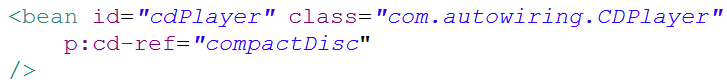 <bean id="cdPlayer" class="com.autowiring.CDPlayer"
p:cd-ref="compactDisc"
/>